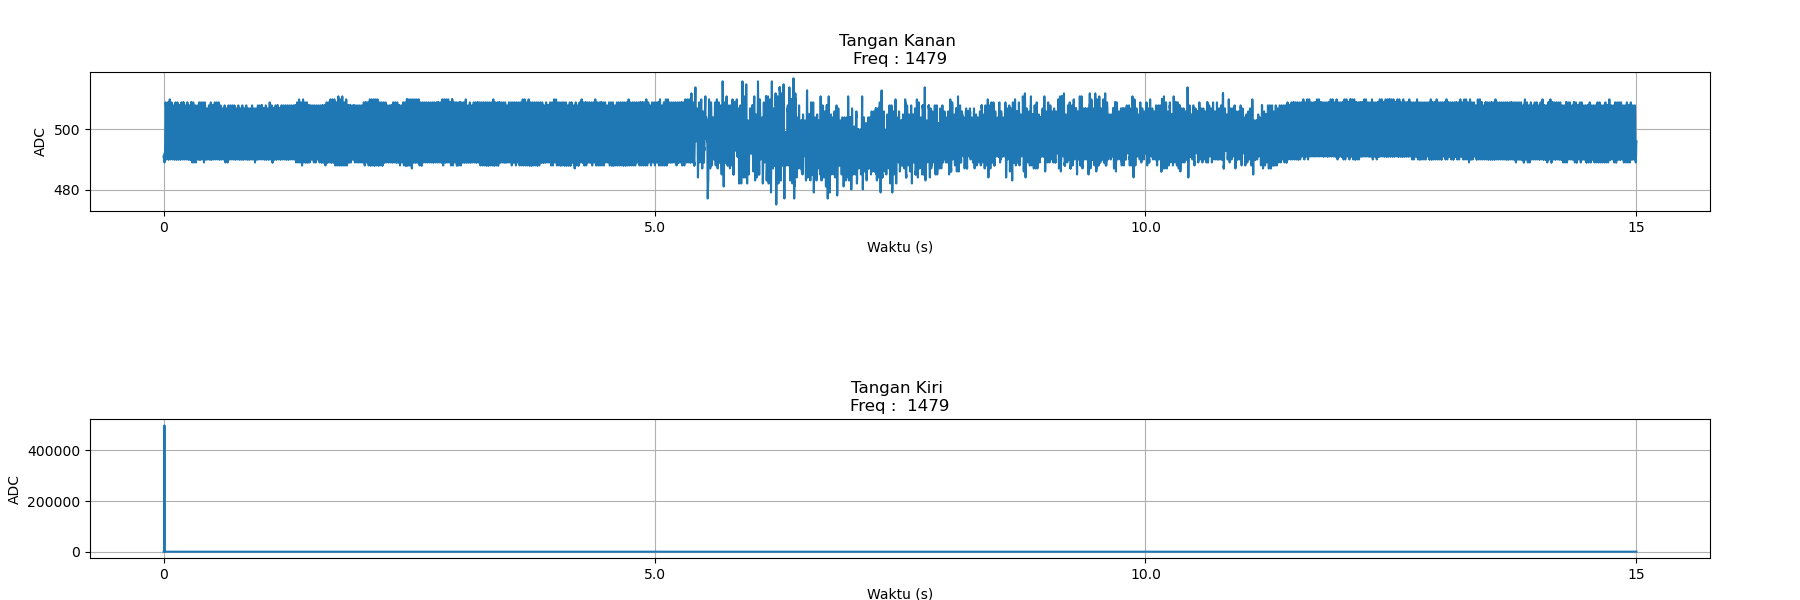 Tangan Kanan
Freq : 1479
ADC
500
480
0 5.0 10.0 15
Waktu (s)
Tangan Kiri
Freq :  1479
ADC
400000
200000
0
0 5.0 10.0 15
Waktu (s)